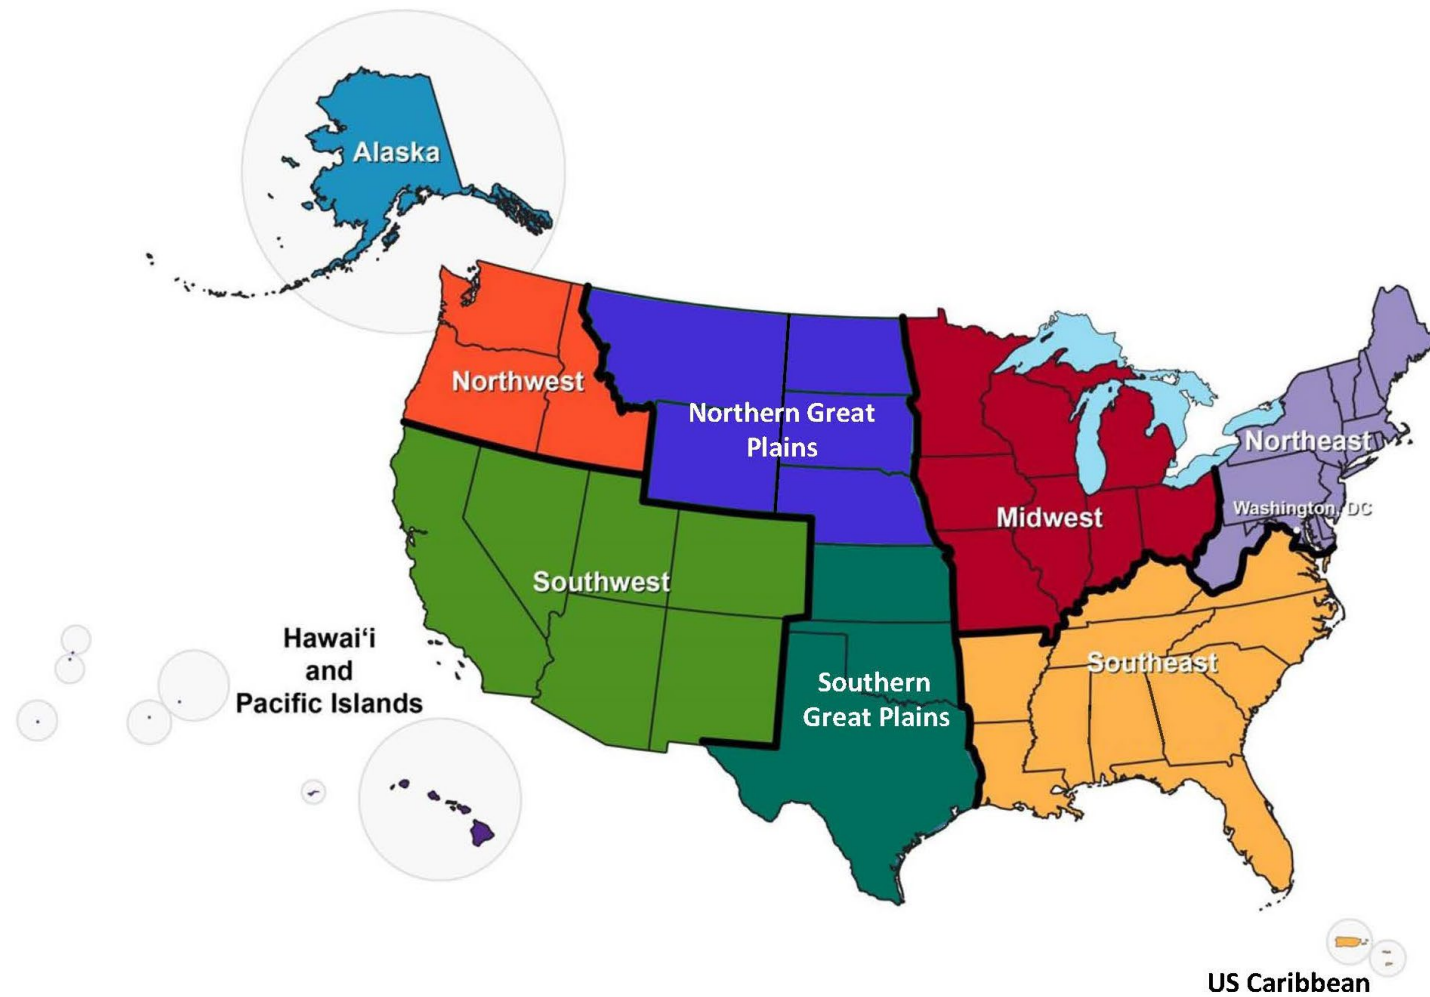 Alaska
Northwest
Northern Great
Plains
Northeast
Washington, DC
Midwest
Southwest
Hawaiʻi
and
Pacific Islands
Southeast
Southern
Great Plains
US Caribbean